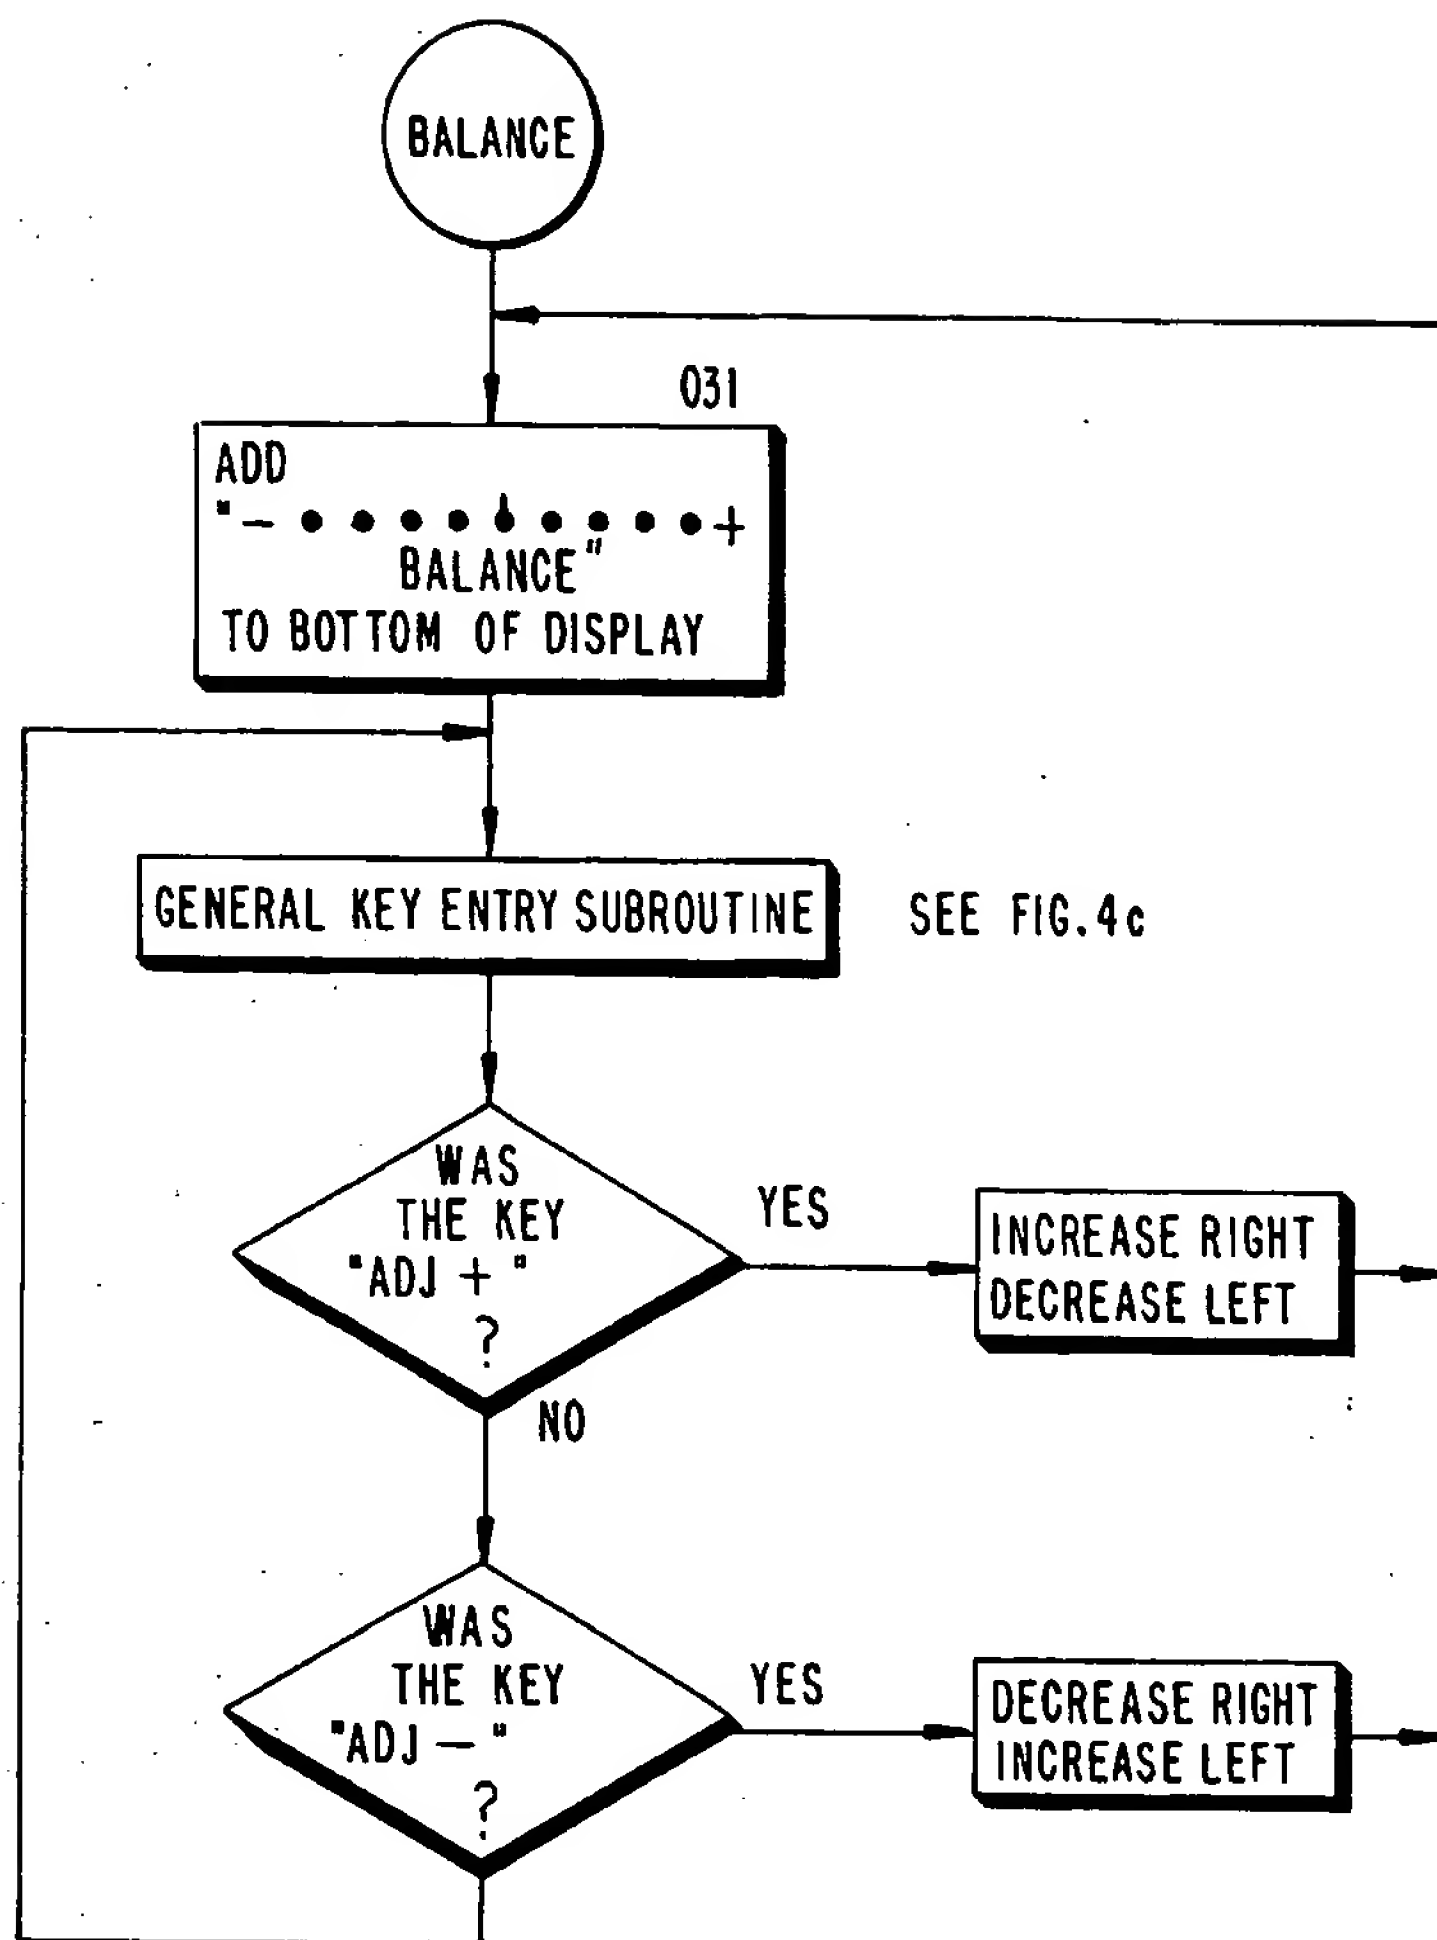 BALANCE
031
ADD
"– ● ● ● ● ● ● ● ● ● +
BALANCE"
TO BOTTOM OF DISPLAY
GENERAL KEY ENTRY SUBROUTINE
SEE FIG.4c
WAS
THE KEY
"ADJ + "
?
YES
INCREASE RIGHT
DECREASE LEFT
NO
WAS
THE KEY
"ADJ – "
?
YES
DECREASE RIGHT
INCREASE LEFT